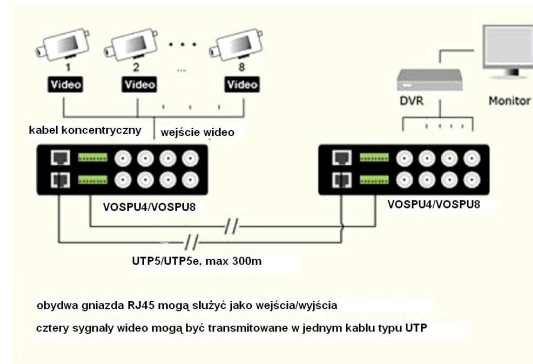 1 2 ... 8
Video Video Video
DVR Monitor
kabel koncentryczny wejście wideo
VOSPU4/VOSPU8 VOSPU4/VOSPU8
UTP5/UTP5e, max 300m
obydwa gniazda RJ45 mogą służyć jako wejścia/wyjścia
cztery sygnały wideo mogą być transmitowane w jednym kablu typu UTP